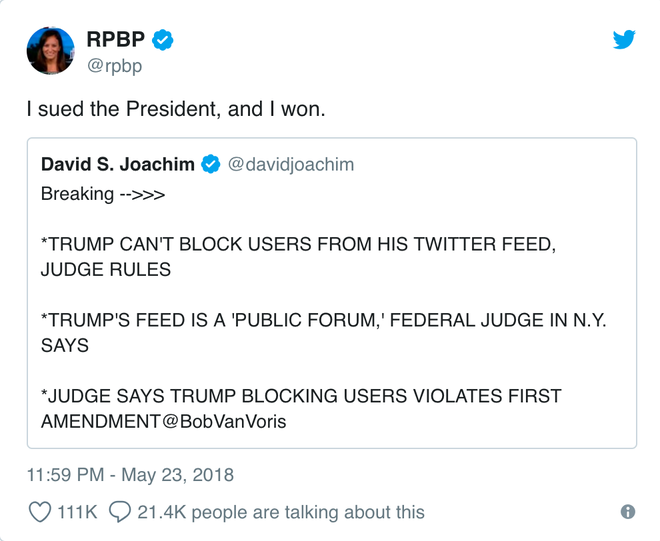 RPBP
@rpbp
I sued the President, and I won.
David S. Joachim @davidjoachim
Breaking -->>>
*TRUMP CAN'T BLOCK USERS FROM HIS TWITTER FEED,
JUDGE RULES
*TRUMP'S FEED IS A 'PUBLIC FORUM,' FEDERAL JUDGE IN N.Y.
SAYS
*JUDGE SAYS TRUMP BLOCKING USERS VIOLATES FIRST
AMENDMENT@BobVanVoris
11:59 PM - May 23, 2018
111K 21.4K people are talking about this